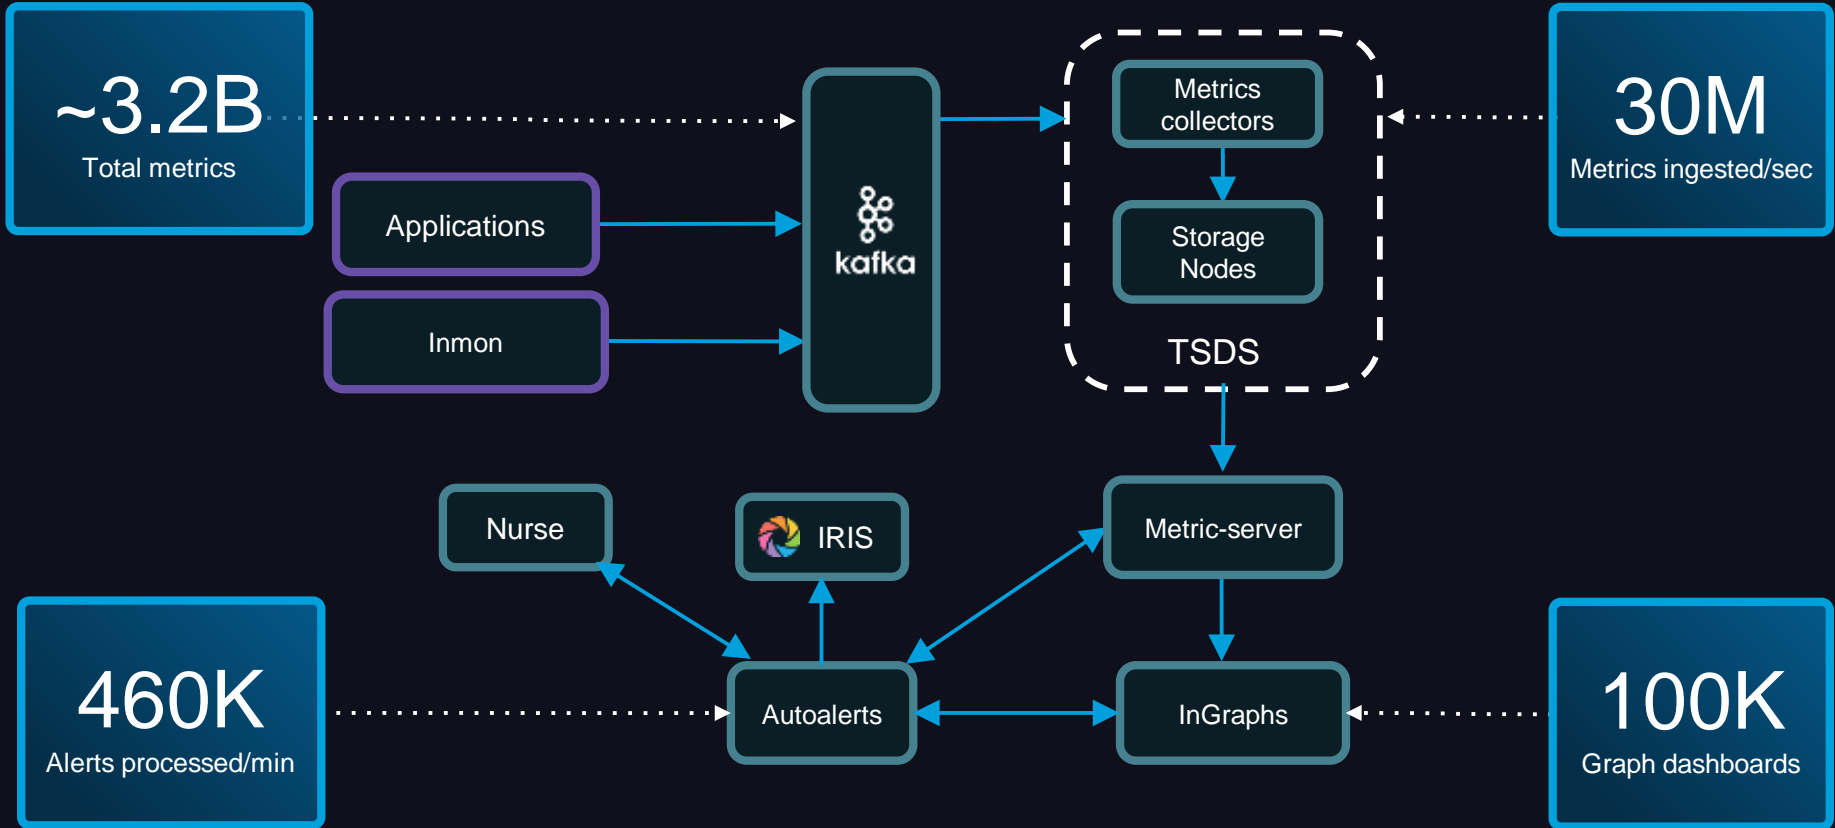 ~3.2B
Total metrics
Applications
Inmon
kafka
Metrics
collectors
Storage
Nodes
TSDS
30M
Metrics ingested/sec
Nurse
IRIS
Metric-server
460K
Alerts processed/min
Autoalerts
InGraphs
100K
Graph dashboards